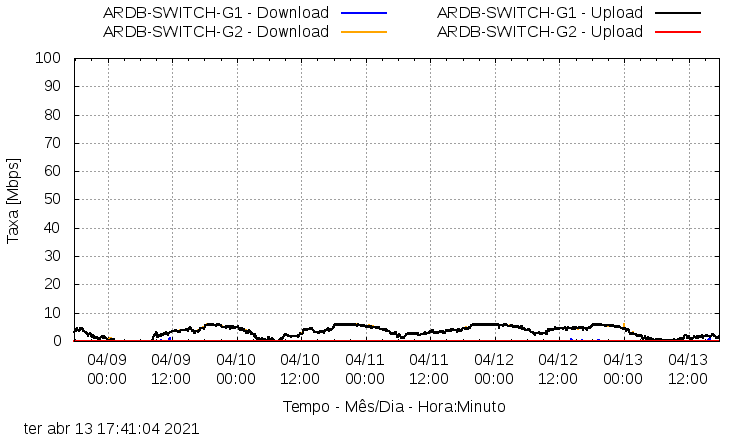 ARDB-SWITCH-G1 - Download ARDB-SWITCH-G1 - Upload
ARDB-SWITCH-G2 - Download ARDB-SWITCH-G2 - Upload
100
90
80
70
60
50
40
30
20
10
0
Taxa [Mbps]
04/09 04/09 04/10 04/10 04/11 04/11 04/12 04/12 04/13 04/13
00:00 12:00 00:00 12:00 00:00 12:00 00:00 12:00 00:00 12:00
Tempo - Mês/Dia - Hora:Minuto
ter abr 13 17:41:04 2021